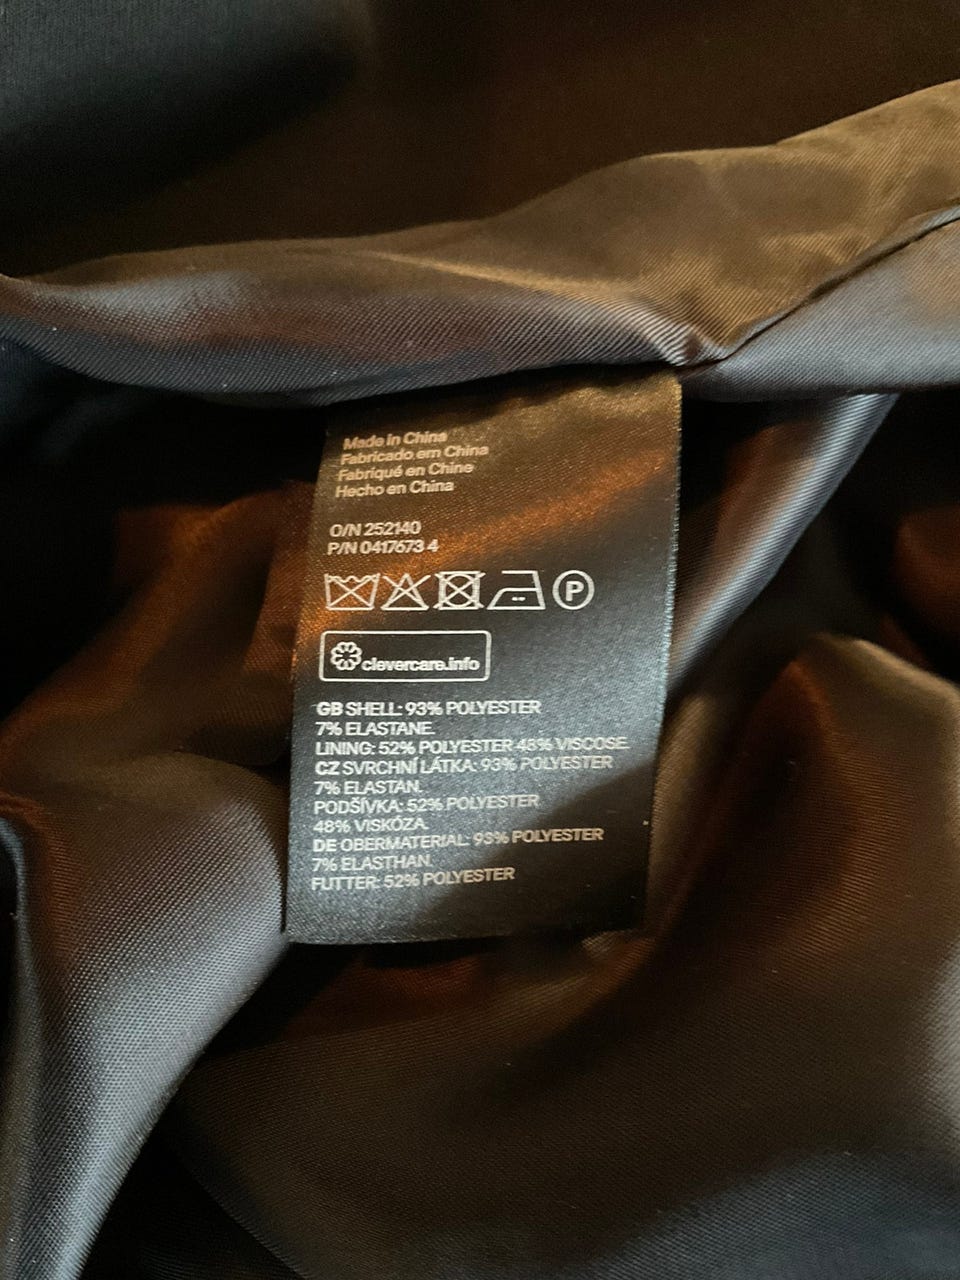 Made in China
Fabricado em China
Fabriqué en Chine
Hecho en China
O/N 252140
P/N 0417673 4
P
clevercare.info
GB SHELL: 93% POLYESTER
7% ELASTANE.
LINING: 52% POLYESTER 48% VISCOSE.
CZ SVRCHNÍ LÁTKA: 93% POLYESTER
7% ELASTAN.
PODŠÍVKA: 52% POLYESTER
48% VISKÓZA.
DE OBERMATERIAL: 93% POLYESTER
7% ELASTHAN.
FUTTER: 52% POLYESTER